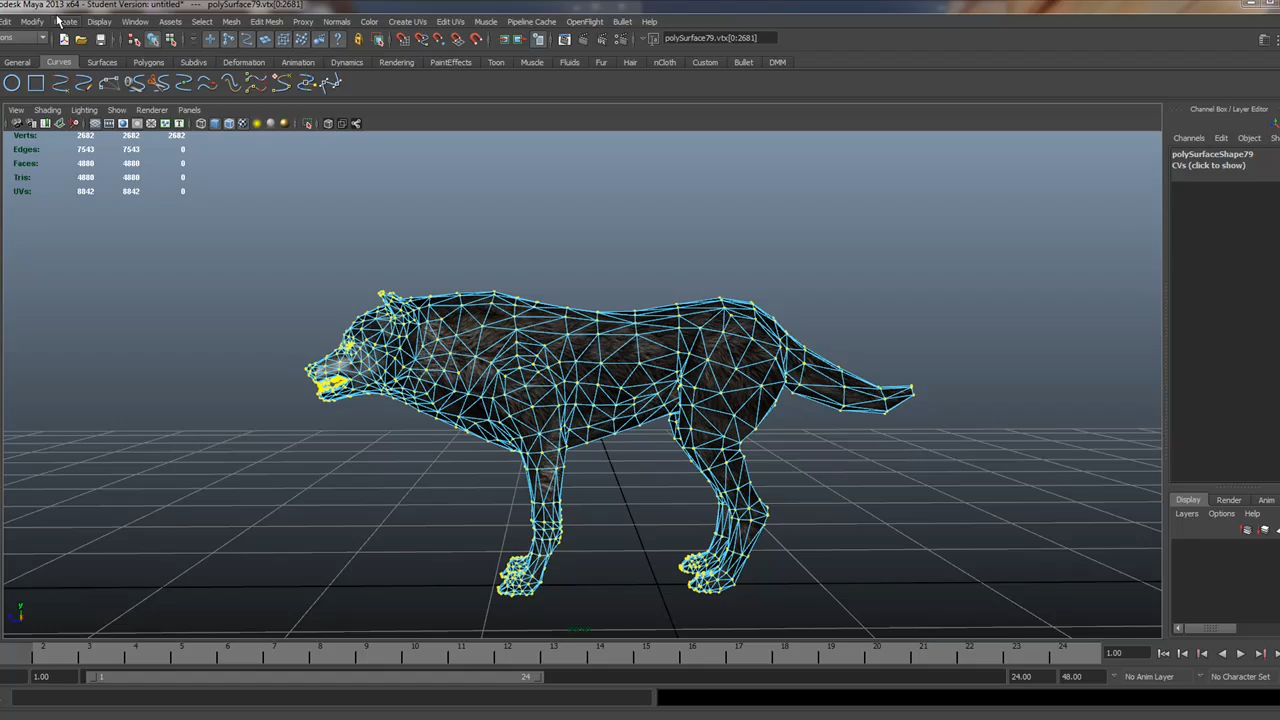 odesk Maya 2013 x64 - Student Version: untitled* --- polySurface79.vtx[0:2681]
Edit Modify Create Display Window Assets Select Mesh Edit Mesh Proxy Normals Color Create UVs Edit UVs Muscle Pipeline Cache OpenFlight Bullet Help
ons polySurface79.vtx[0:2681]
General Curves Surfaces Polygons Subdivs Deformation Animation Dynamics Rendering PaintEffects Toon Muscle Fluids Fur Hair nCloth Custom Bullet DMM
View Shading Lighting Show Renderer Panels
Channel Box / Layer Editor
Verts: 2682 2682 2682
Channels Edit Object Sh
Edges: 7543 7543 0
polySurfaceShape79
Faces: 4880 4880 0
CVs (click to show)
Tris: 4880 4880 0
UVs: 8842 8842 0
Display Render Anim
Layers Options Help
y
2 3 4 5 6 7 8 9 10 11 12 13 14 15 16 17 18 19 20 21 22 23 24 1.00
1.00 1 24 24.00 48.00 No Anim Layer No Character Set